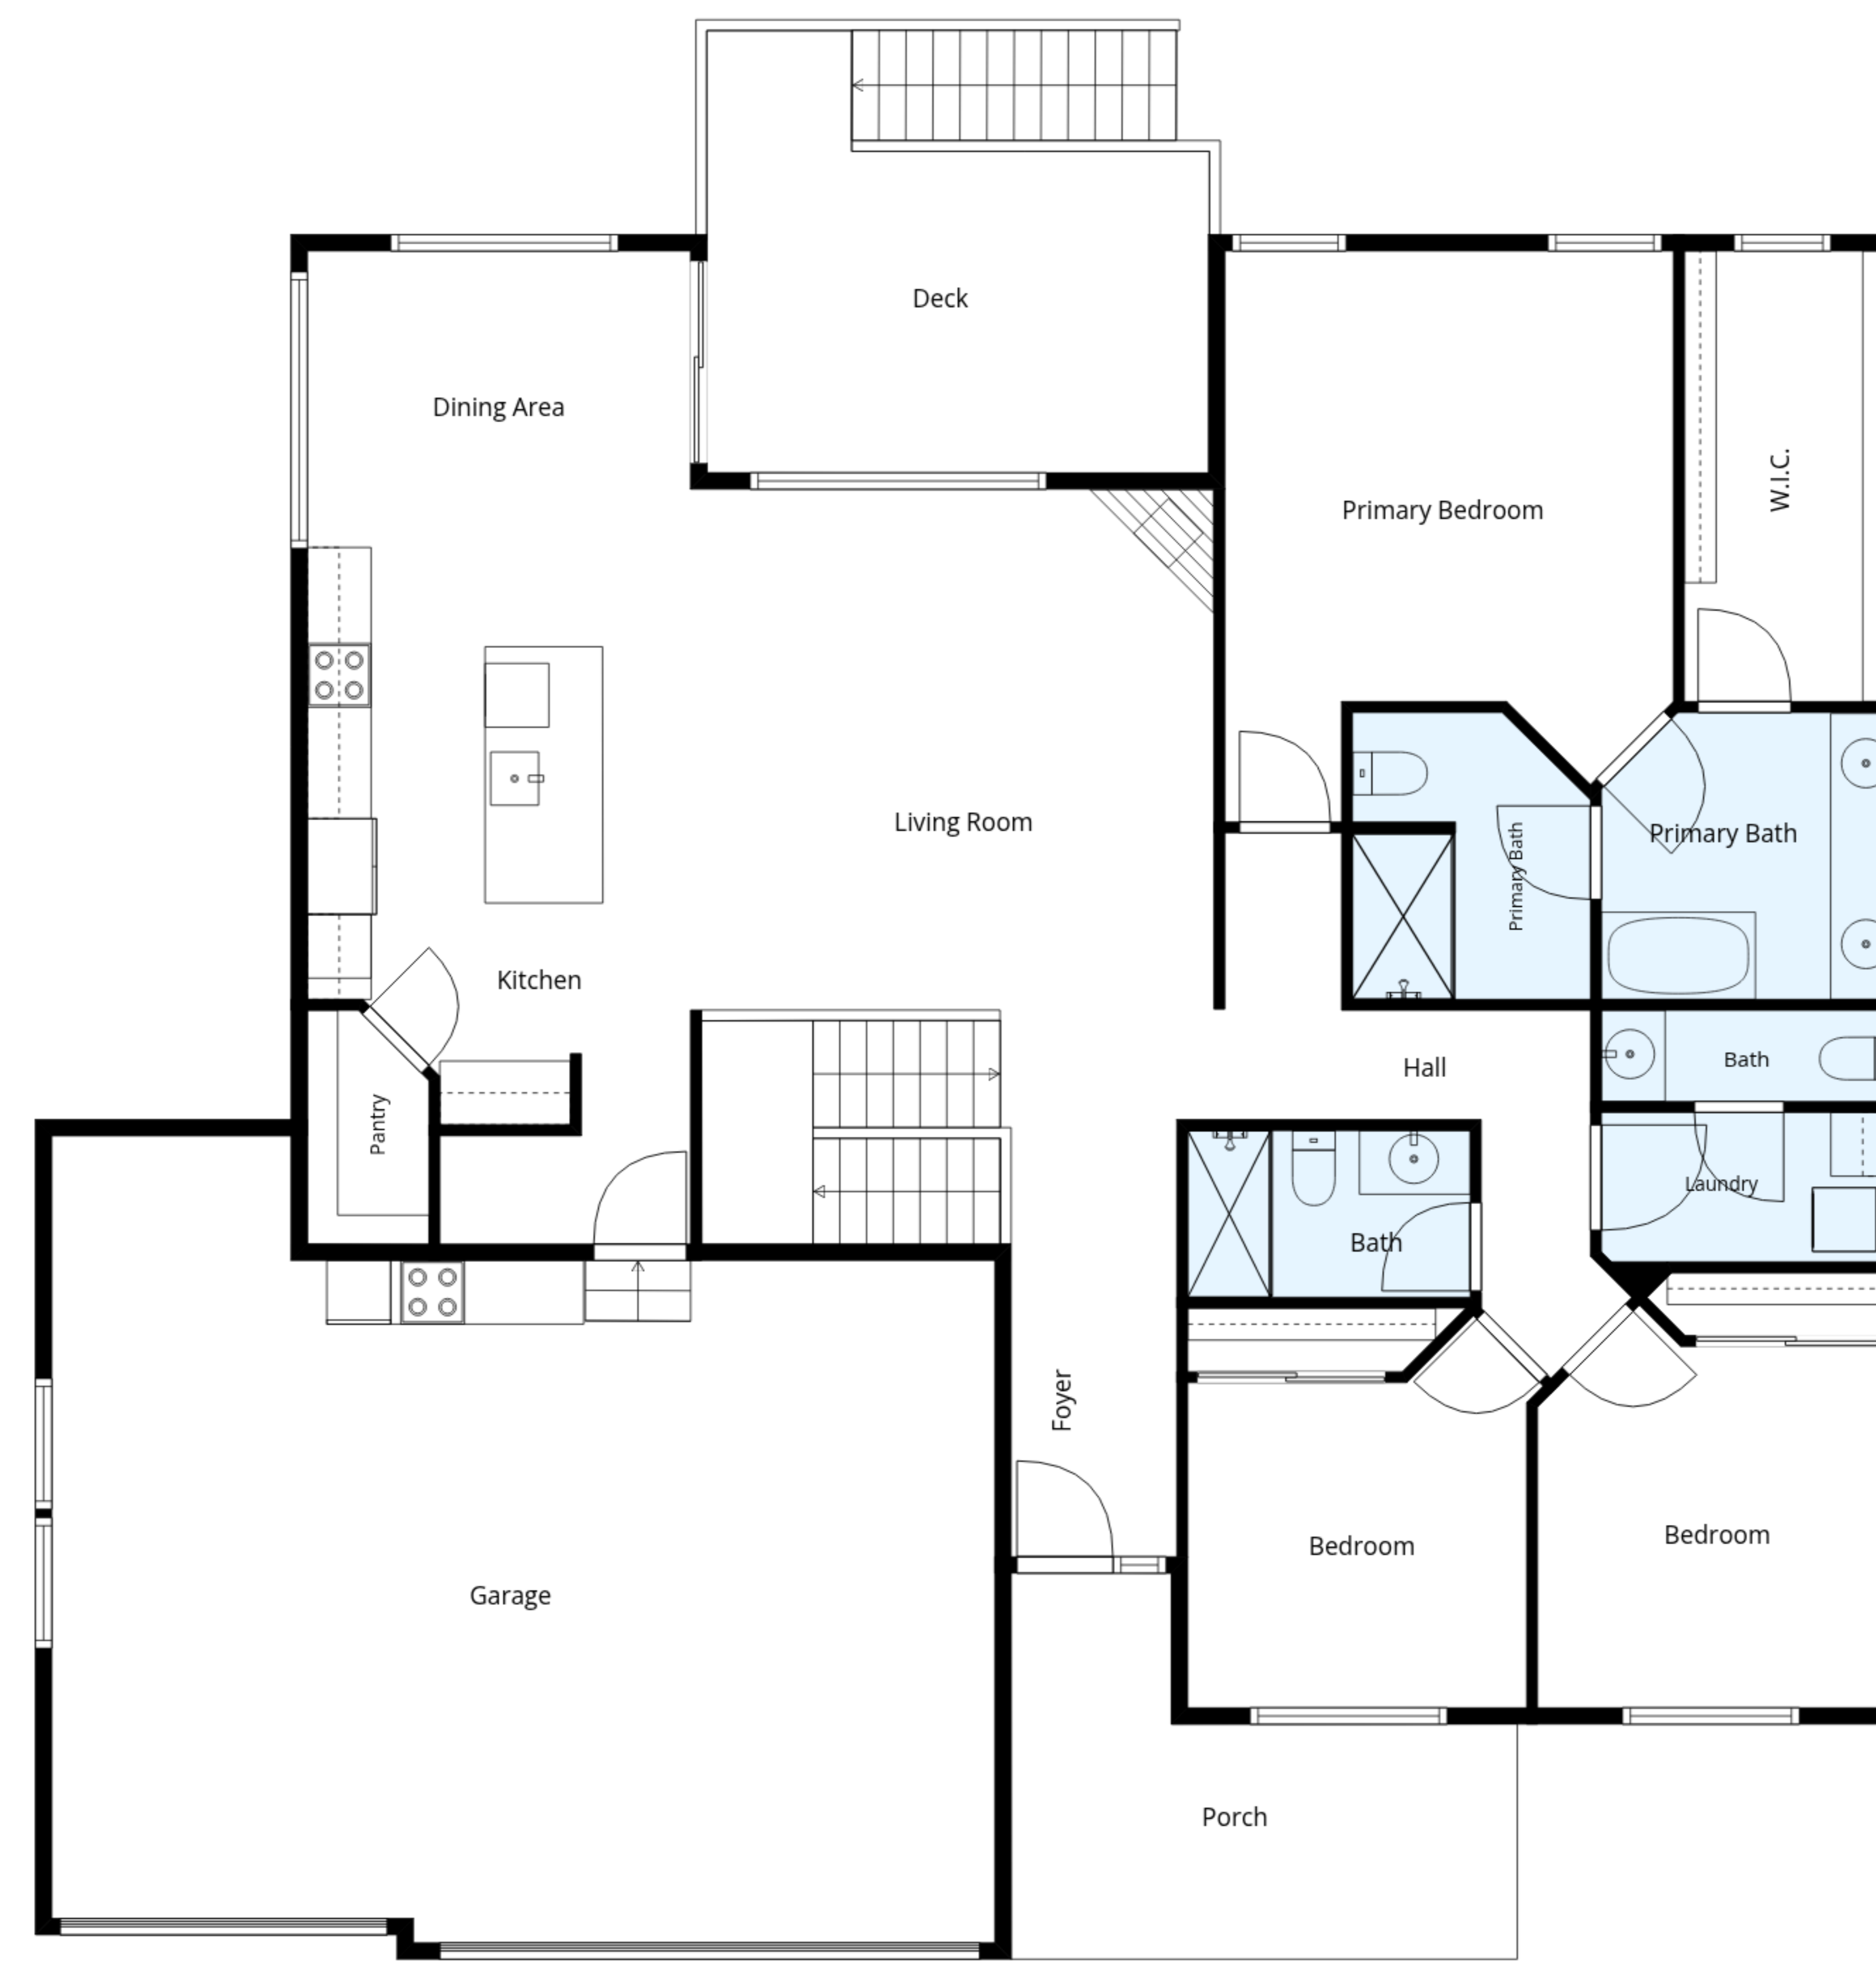 Deck
Dining Area
W.I.C.
Primary Bedroom
Living Room
Primary Bath
Primary Bath
Kitchen
Bath
Hall
Pantry
Laundry
Bath
Foyer
Bedroom
Bedroom
Garage
Porch